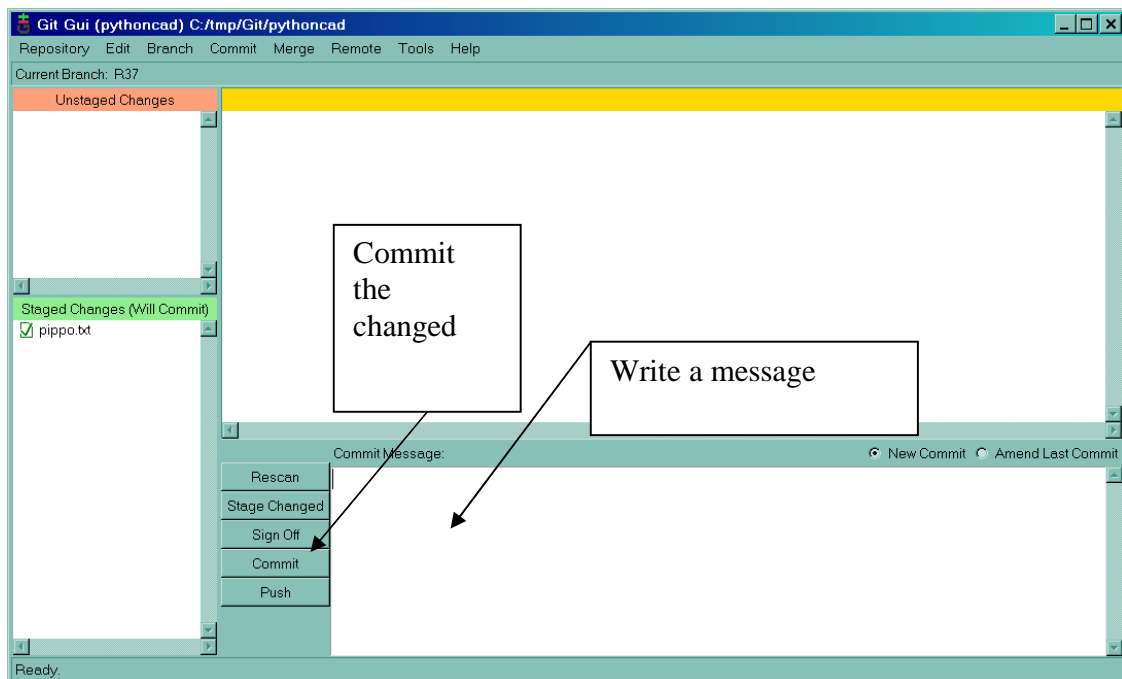 Git Gui (pythoncad) C:/tmp/Git/pythoncad
Repository Edit Branch Commit Merge Remote Tools Help
Current Branch: R37
Unstaged Changes
Commit
the
changed
Staged Changes (Will Commit)
pippo.txt
Write a message
Commit Message:
New Commit Amend Last Commit
Rescan
Stage Changed
Sign Off
Commit
Push
Ready.